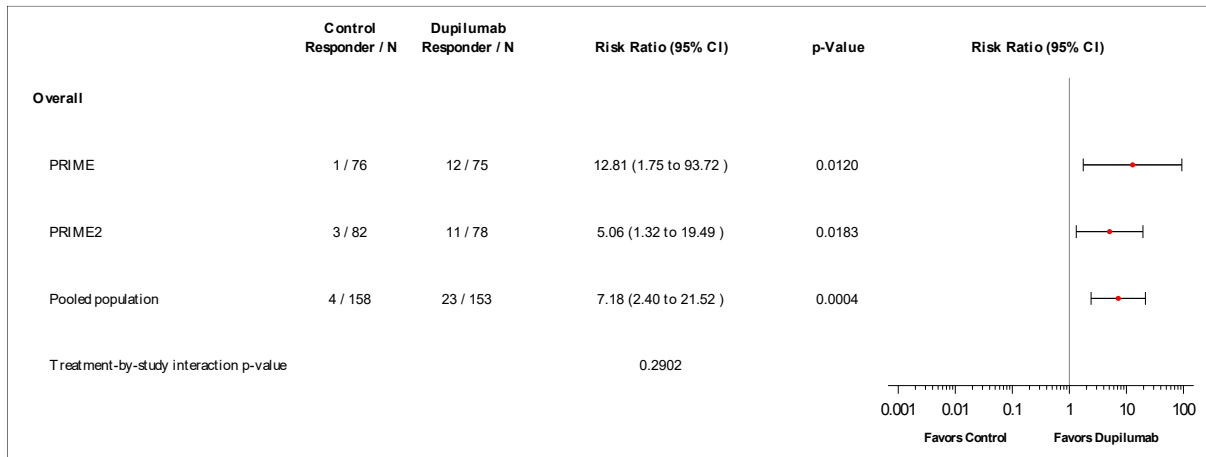 Control Dupilumab
Responder / N Responder / N Risk Ratio (95% CI) p-Value Risk Ratio (95% CI)
Overall
PRIME 1 / 76 12 / 75 12.81 (1.75 to 93.72 ) 0.0120
PRIME2 3 / 82 11 / 78 5.06 (1.32 to 19.49 ) 0.0183
Pooled population 4 / 158 23 / 153 7.18 (2.40 to 21.52 ) 0.0004
Treatment-by-study interaction p-value 0.2902
0.001 0.01 0.1 1 10 100
Favors Control Favors Dupilumab